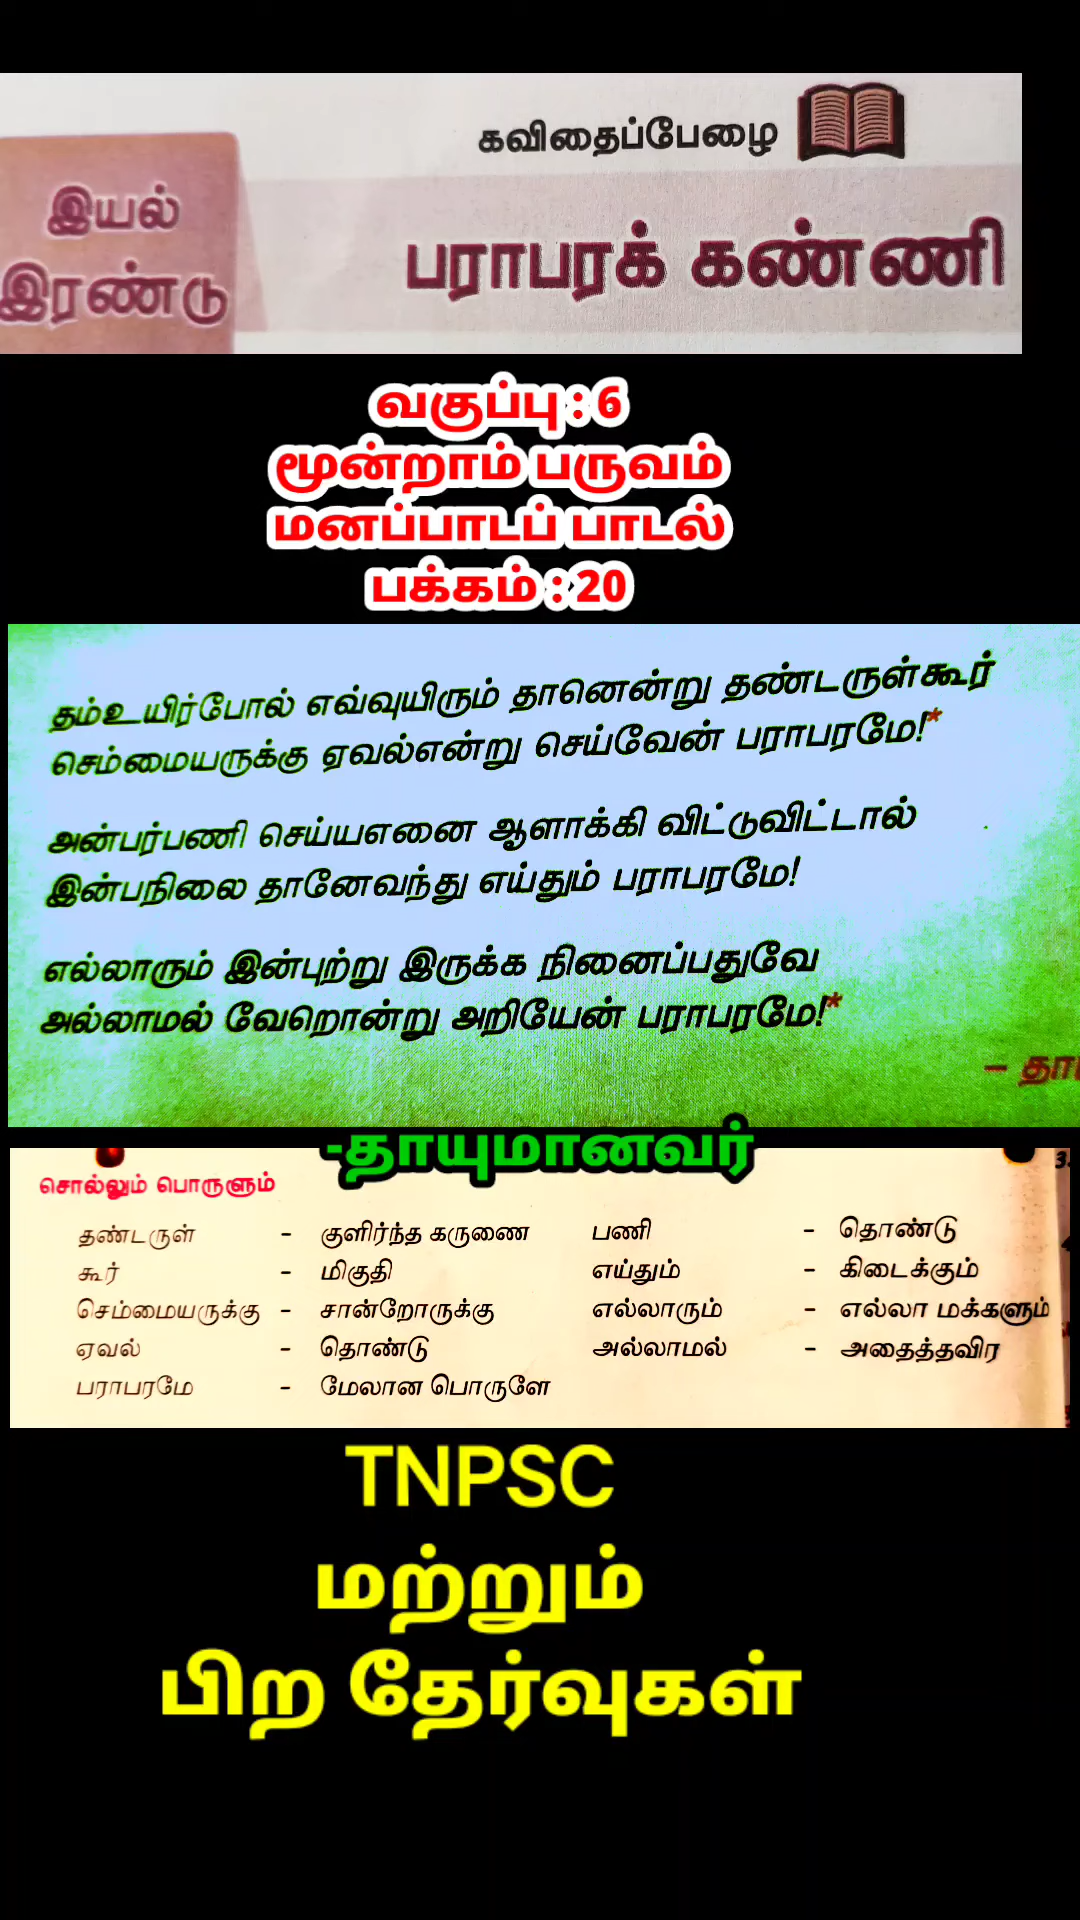 கவிதைப்பேழை
இயல்
இரண்டு
பராபரக் கண்ணி
வகுப்பு : 6
மூன்றாம் பருவம்
மனப்பாடப் பாடல்
பக்கம் : 20
தம்உயிர்போல் எவ்வுயிரும் தானென்று தண்டருள்கூர்
செம்மையருக்கு ஏவல்என்று செய்வேன் பராபரமே!*
அன்பர்பணி செய்யஎனை ஆளாக்கி விட்டுவிட்டால்
இன்பநிலை தானேவந்து எய்தும் பராபரமே!
எல்லாரும் இன்புற்று இருக்க நினைப்பதுவே
அல்லாமல் வேறொன்று அறியேன் பராபரமே!*
-தாயுமானவர்
சொல்லும் பொருளும்
தண்டருள் - குளிர்ந்த கருணை பணி - தொண்டு
கூர் - மிகுதி எய்தும் - கிடைக்கும்
செம்மையருக்கு - சான்றோருக்கு எல்லாரும் - எல்லா மக்களும்
ஏவல் - தொண்டு அல்லாமல் - அதைத்தவிர
பராபரமே - மேலான பொருளே
TNPSC
மற்றும்
பிற தேர்வுகள்